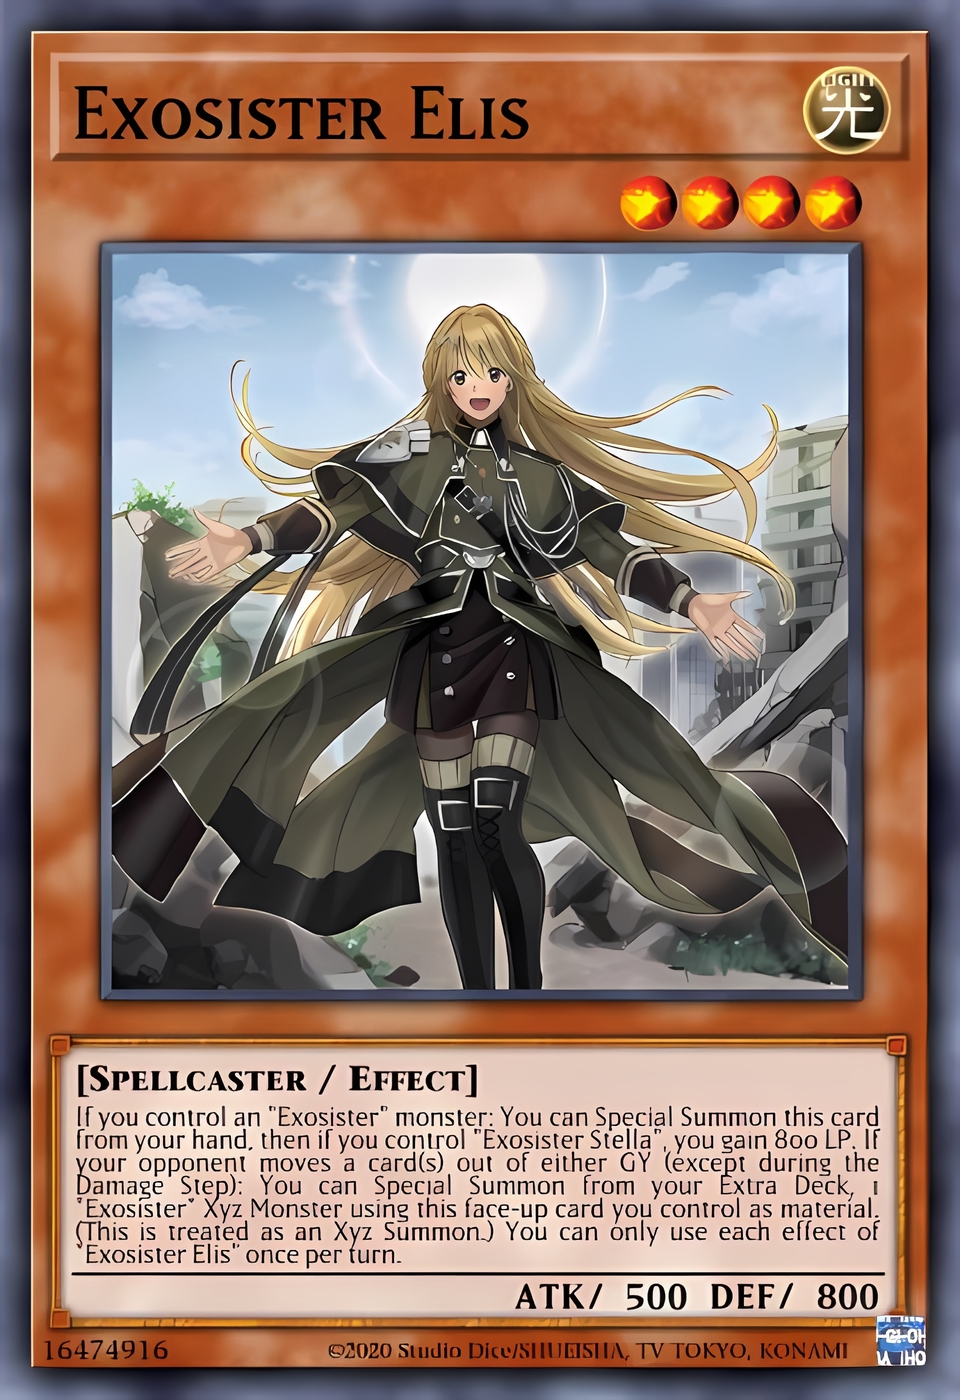 Exosister Elis
光
[Spellcaster / Effect]
If you control an "Exosister" monster: You can Special Summon this card
from your hand, then if you control "Exosister Stella", you gain 800 LP. If
your opponent moves a card(s) out of either GY (except during the
Damage Step): You can Special Summon from your Extra Deck, 1
"Exosister" Xyz Monster using this face-up card you control as material.
(This is treated as an Xyz Summon.) You can only use each effect of
"Exosister Elis" once per turn.
ATK/ 500 DEF/ 800
16474916 ©2020 Studio Dice/SHUEISHA, TV TOKYO, KONAMI